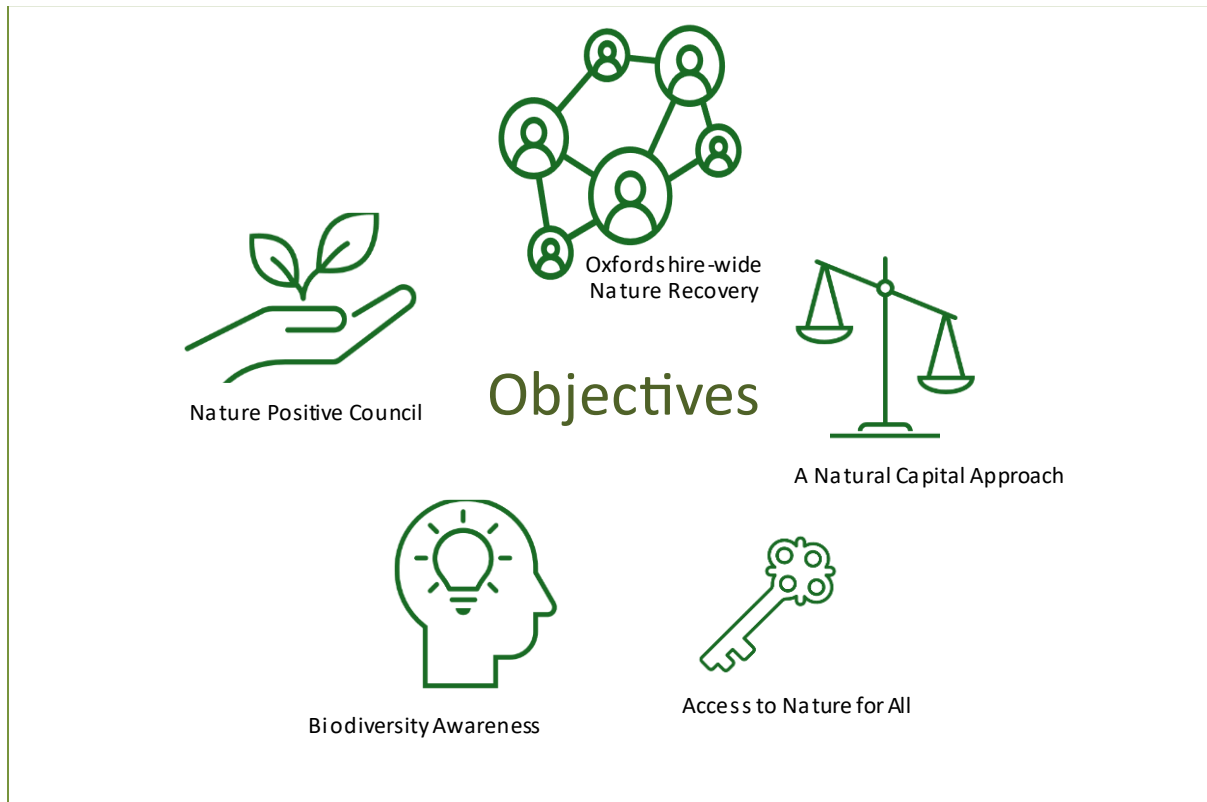 Oxfordshire-wide
Nature Recovery
Nature Positive Council
Objectives
A Natural Capital Approach
Biodiversity Awareness
Access to Nature for All